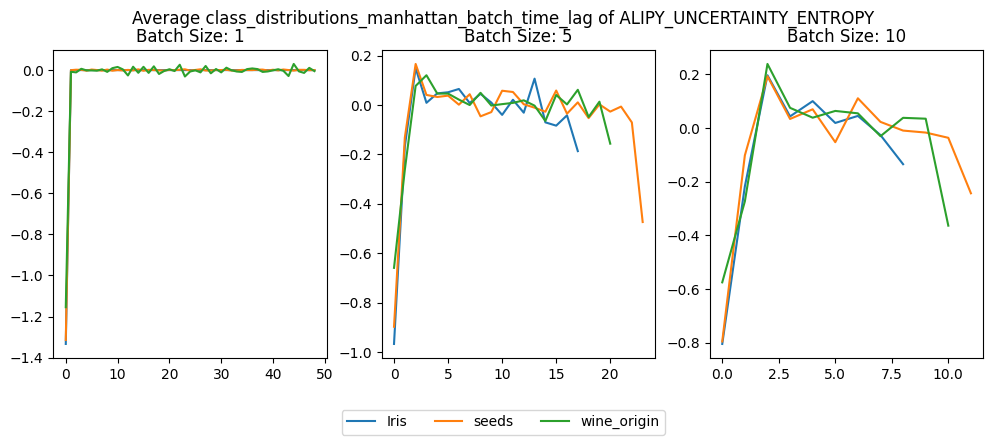 Average class_distributions_manhattan_batch_time_lag of ALIPY_UNCERTAINTY_ENTROPY
Batch Size: 1
0.0
−0.2
−0.4
−0.6
−0.8
−1.0
−1.2
−1.4
0 10 20 30 40 50
Batch Size: 5
0.2
0.0
−0.2
−0.4
−0.6
−0.8
−1.0
0 5 10 15 20
Batch Size: 10
0.2
0.0
−0.2
−0.4
−0.6
−0.8
0.0 2.5 5.0 7.5 10.0
Iris seeds wine_origin